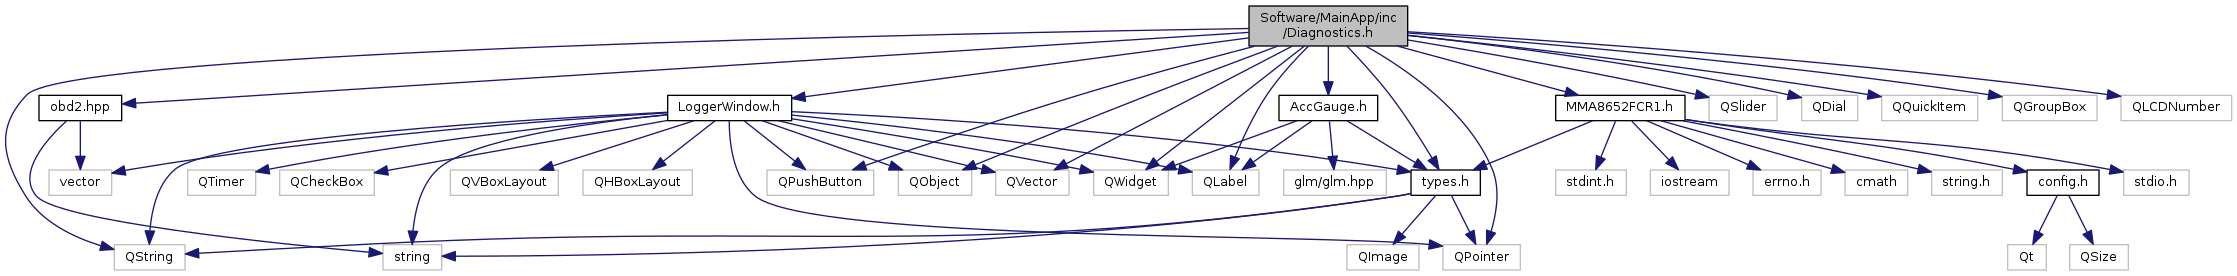 Software/MainApp/inc
/Diagnostics.h
obd2.hpp
LoggerWindow.h
AccGauge.h
MMA8652FCR1.h
QSlider
QDial
QQuickItem
QGroupBox
QLCDNumber
vector
QTimer
QCheckBox
QVBoxLayout
QHBoxLayout
QPushButton
QObject
QVector
QWidget
QLabel
glm/glm.hpp
types.h
stdint.h
iostream
errno.h
cmath
string.h
config.h
stdio.h
QString
string
QImage
QPointer
Qt
QSize